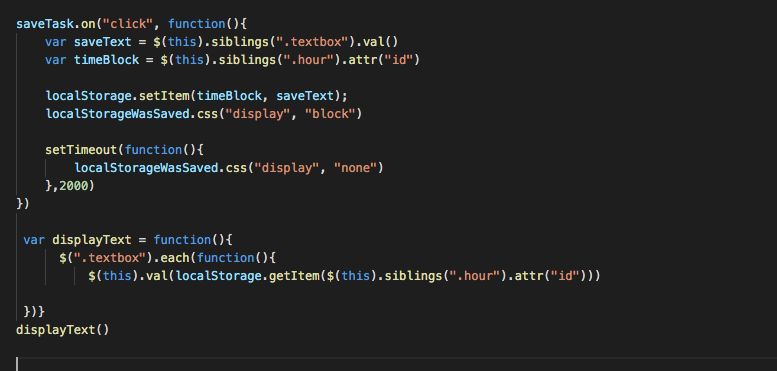 saveTask.on("click", function(){
var saveText = $(this).siblings(".textbox").val()
var timeBlock = $(this).siblings(".hour").attr("id")
localStorage.setItem(timeBlock, saveText);
localStorageWasSaved.css("display", "block")
setTimeout(function(){
localStorageWasSaved.css("display", "none")
},2000)
})
var displayText = function(){
$(".textbox").each(function(){
$(this).val(localStorage.getItem($(this).siblings(".hour").attr("id")))
})}
displayText()